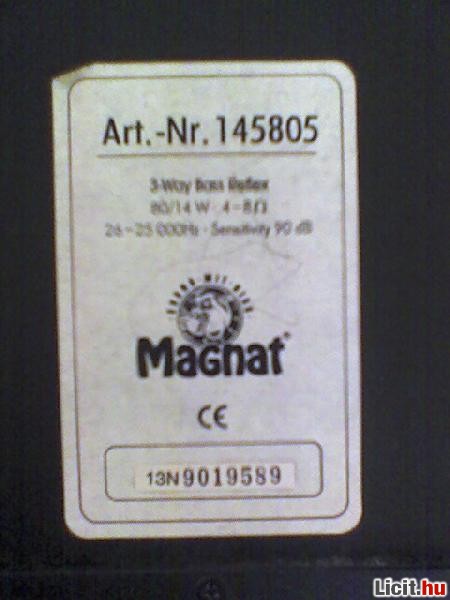 Art.-Nr. 145805
3-Way Bass Reflex
80/14 W · 4-8Ω
26-25 000Hz · Sensitivity 90 dB
Magnat®
CE
13N9019589
Licit.hu